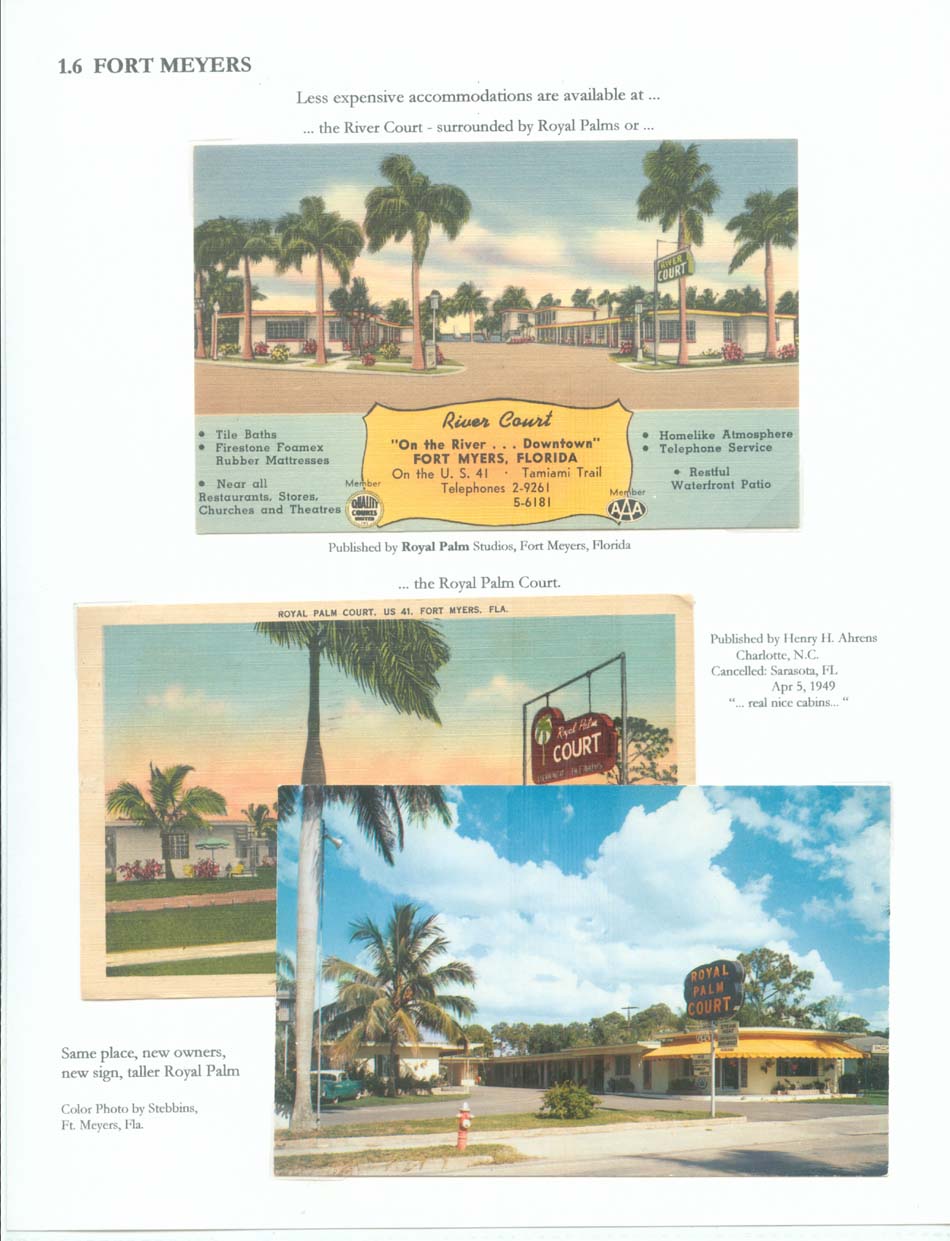 1.6 FORT MEYERS
Less expensive accommodations are available at ...
... the River Court - surrounded by Royal Palms or ...
RIVER
COURT
River Court
"On the River . . . Downtown"
FORT MYERS, FLORIDA
On the U. S. 41 · Tamiami Trail
Telephones 2-9261
5-6181
• Tile Baths
• Firestone Foamex
Rubber Mattresses
• Near all
Restaurants, Stores,
Churches and Theatres
Member
QUALITY
COURTS
UNITED
Member
AAA
• Homelike Atmosphere
• Telephone Service
• Restful
Waterfront Patio
Published by Royal Palm Studios, Fort Meyers, Florida
... the Royal Palm Court.
ROYAL PALM COURT, US 41, FORT MYERS, FLA.
Royal Palm
COURT
Published by Henry H. Ahrens
Charlotte, N.C.
Cancelled: Sarasota, FL
Apr 5, 1949
"... real nice cabins... "
ROYAL
PALM
COURT
Same place, new owners,
new sign, taller Royal Palm
Color Photo by Stebbins,
Ft. Meyers, Fla.